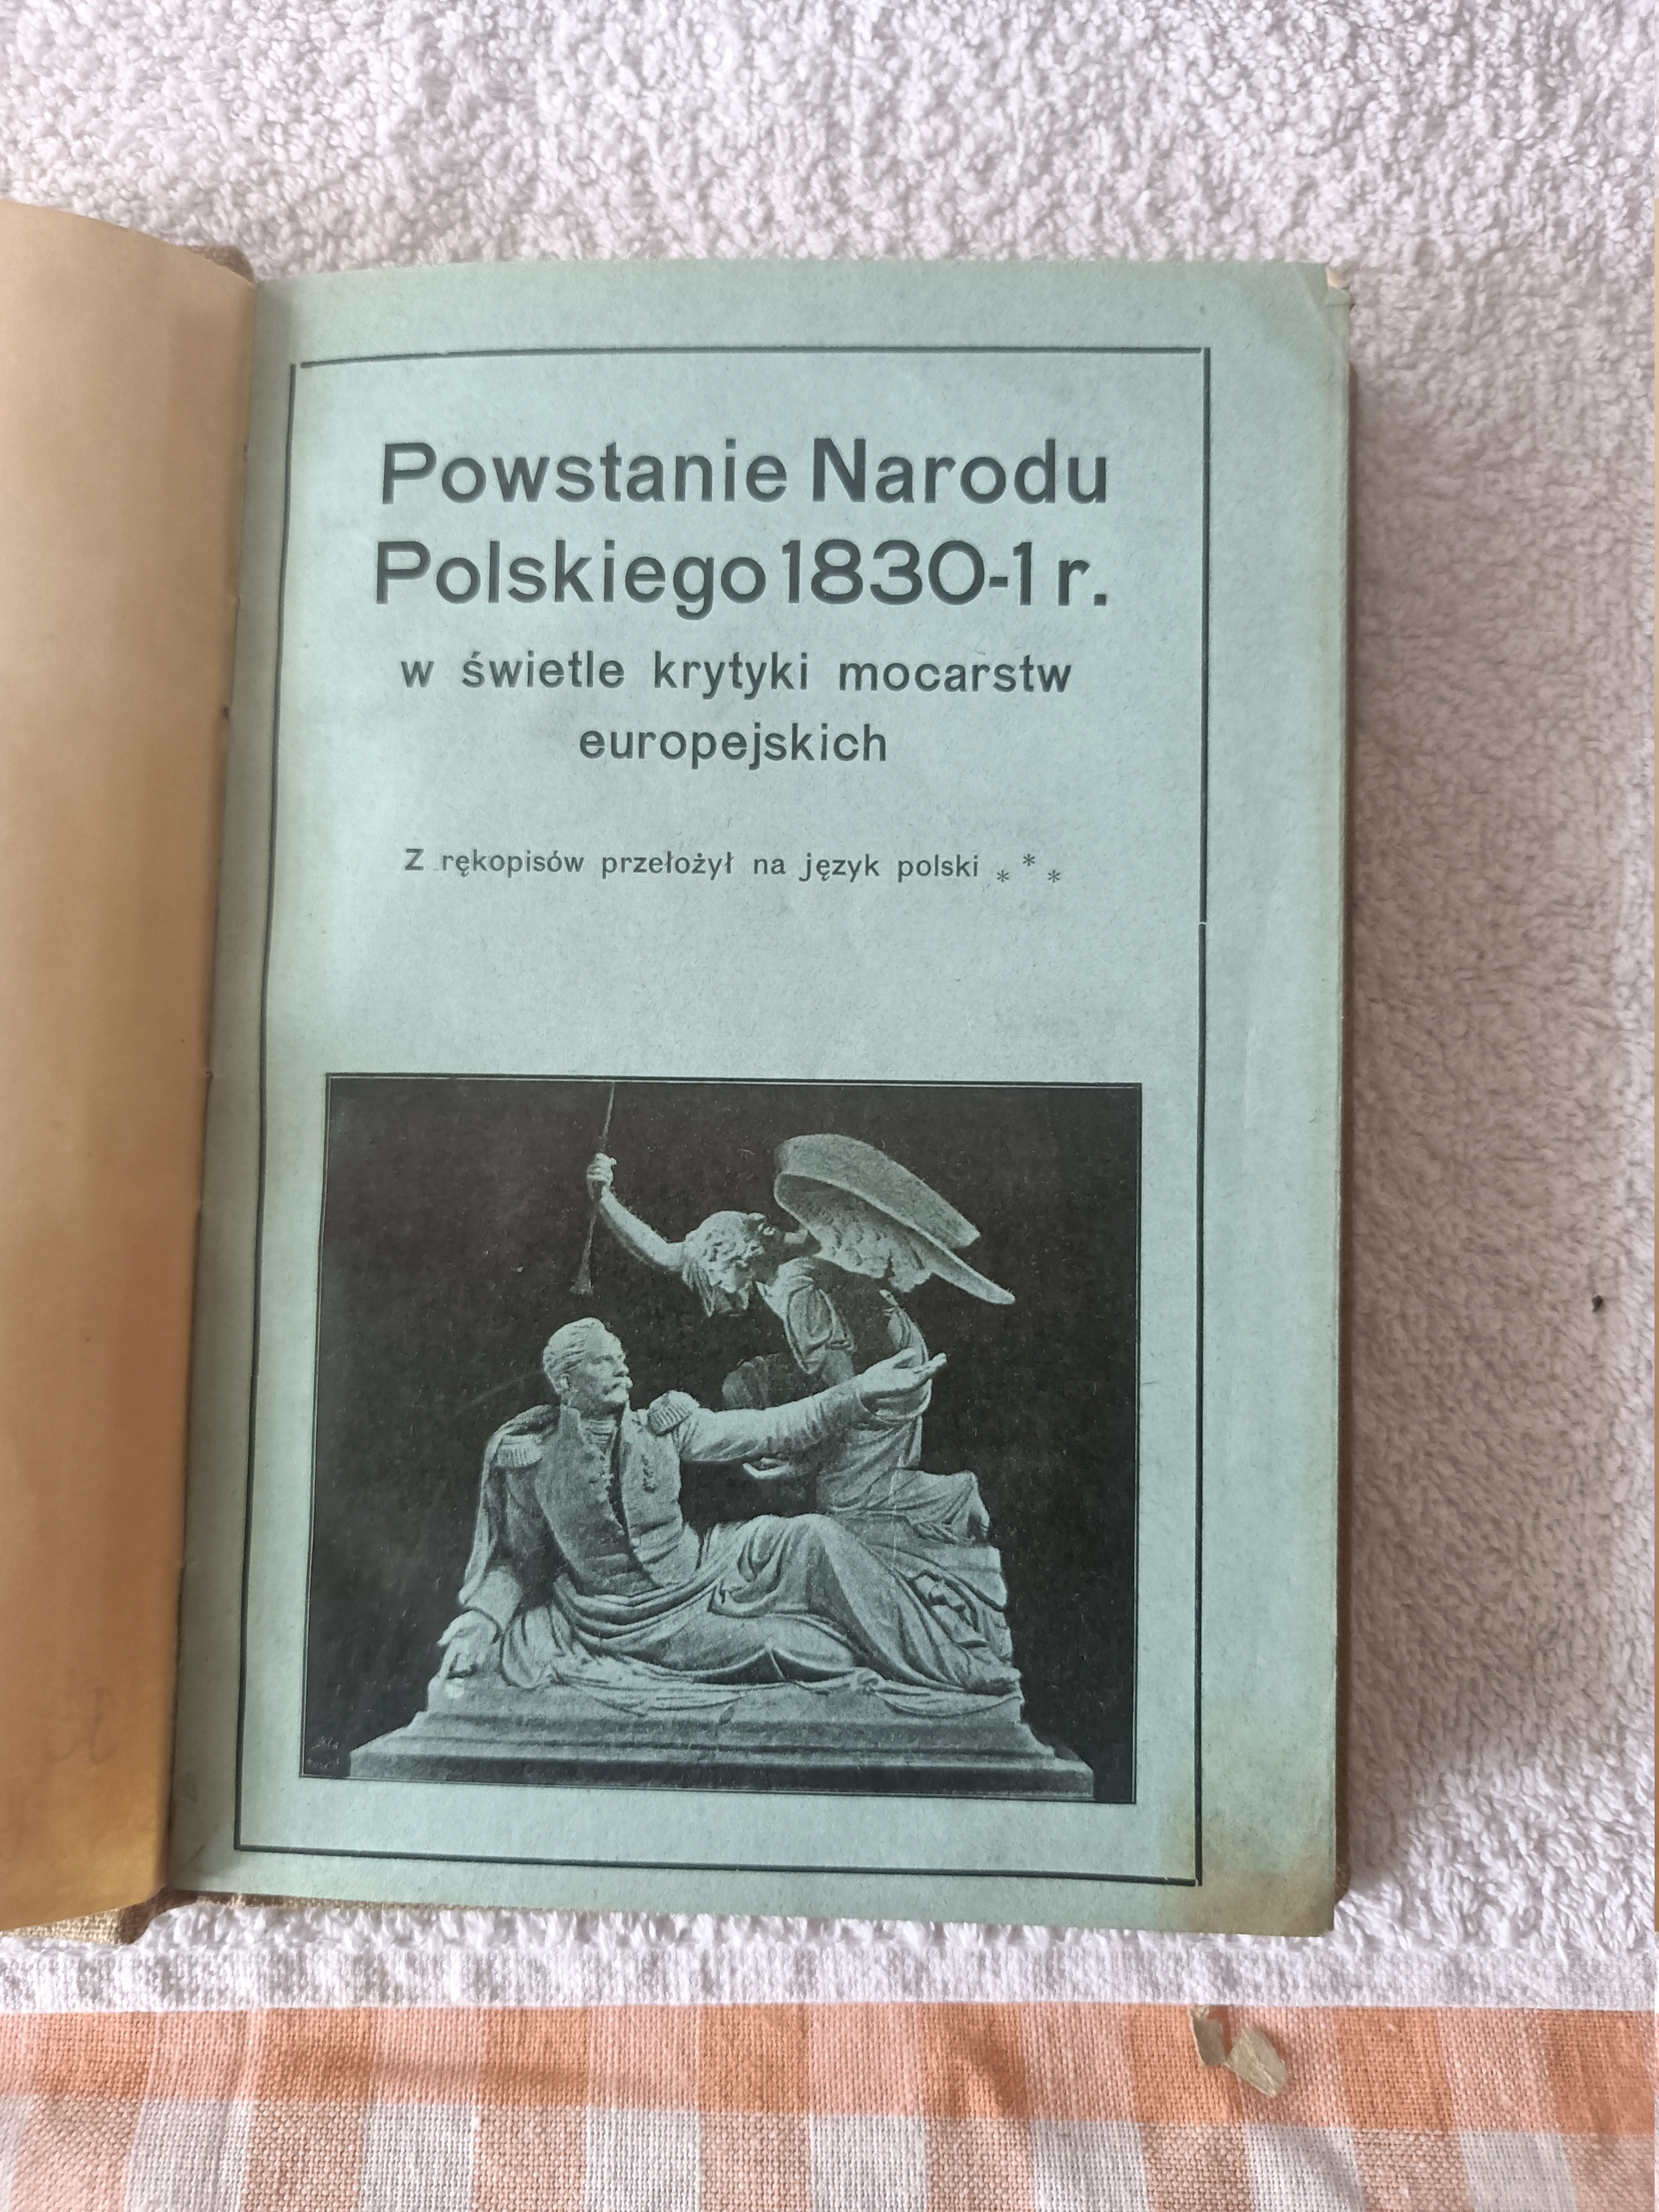 Powstanie Narodu
Polskiego 1830-1 r.
w świetle krytyki mocarstw
europejskich
Z rękopisów przełożył na język polski * * *